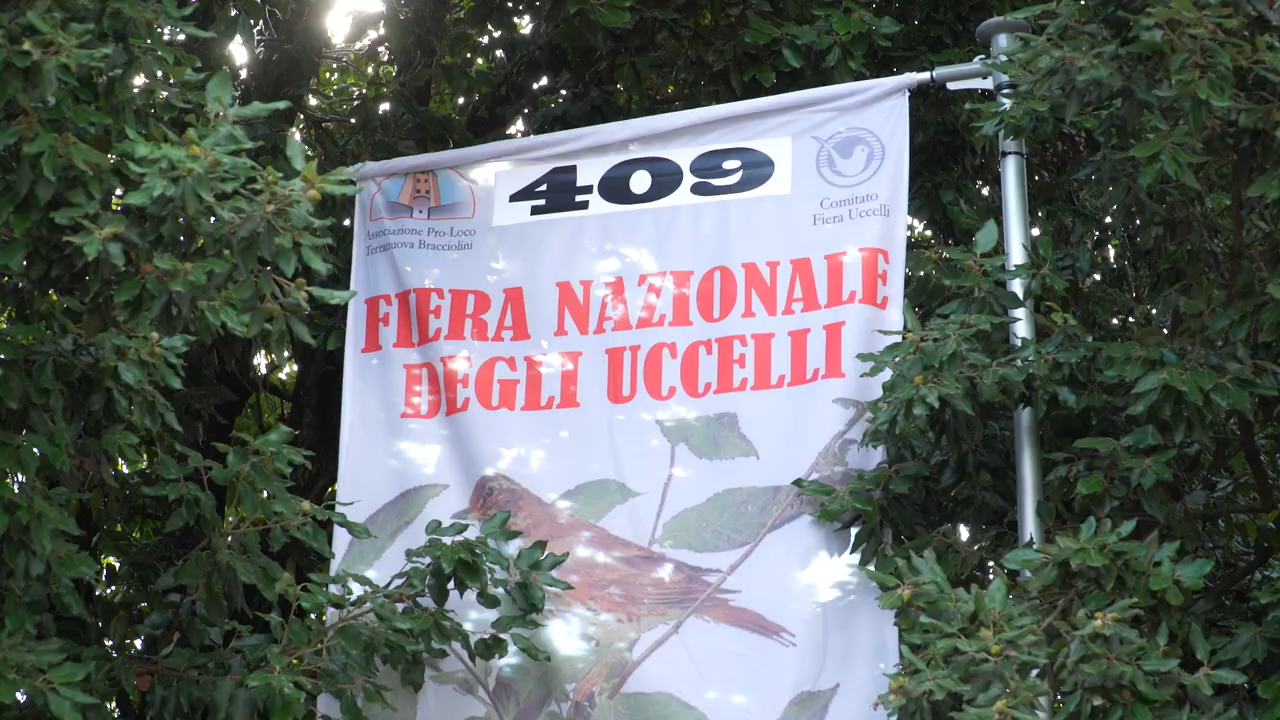 409
Associazione Pro-Loco
Terranuova Bracciolini
Comitato
Fiera Uccelli
FIERA NAZIONALE
DEGLI UCCELLI